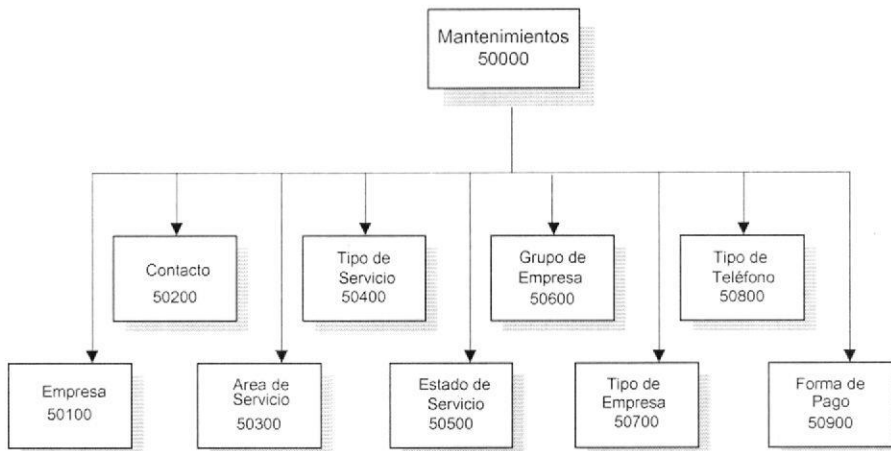 Mantenimientos
50000
Contacto
50200
Tipo de
Servicio
50400
Grupo de
Empresa
50600
Tipo de
Teléfono
50800
Empresa
50100
Area de
Servicio
50300
Estado de
Servicio
50500
Tipo de
Empresa
50700
Forma de
Pago
50900